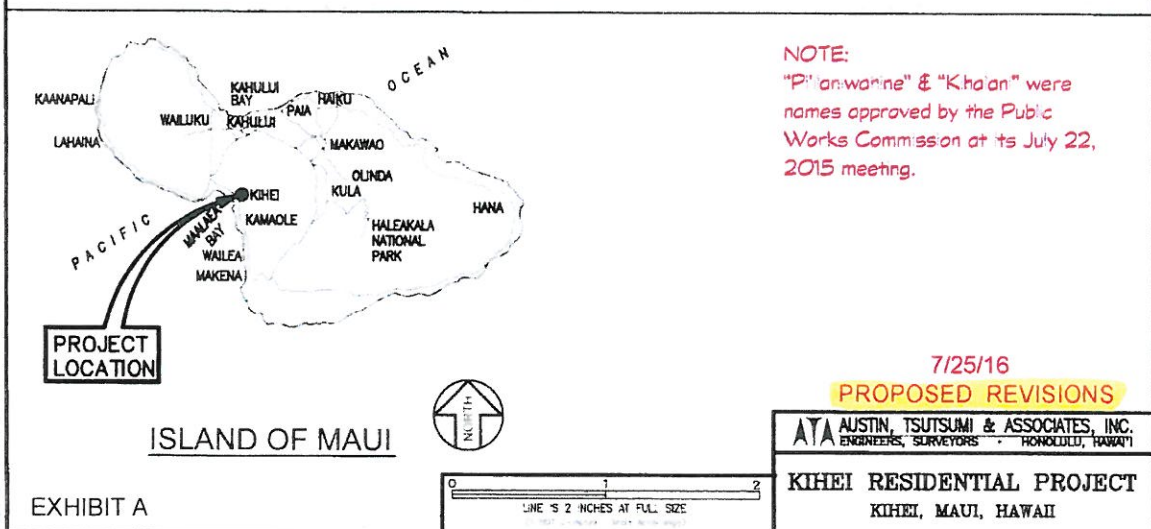 OCEAN
KAANAPALI
LAHAINA
WAILUKU
KAHULUI
BAY
KAHULUI
PAIA
HAIKU
MAKAWAO
OLINDA
KULA
KIHEI
KAMAOLE
HANA
HALEAKALA
NATIONAL
PARK
MAALAEA
BAY
WAILEA
MAKENA
PACIFIC
PROJECT
LOCATION
ISLAND OF MAUI
NORTH
EXHIBIT A
NOTE:
& were
names approved by the Public
Works Commission at its July 22,
2015 meeting.
7/25/16
PROPOSED REVISIONS
ATA AUSTIN, TSUTSUMI & ASSOCIATES, INC.
ENGINEERS, SURVEYORS · HONOLULU, HAWAI'I
KIHEI RESIDENTIAL PROJECT
KIHEI, MAUI, HAWAII
0 1 2
LINE IS 2 INCHES AT FULL SIZE